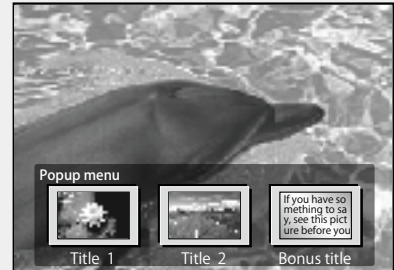 Popup menu
If you have so
mething to sa
y, see this pict
ure before you
Title 1
Title 2
Bonus title